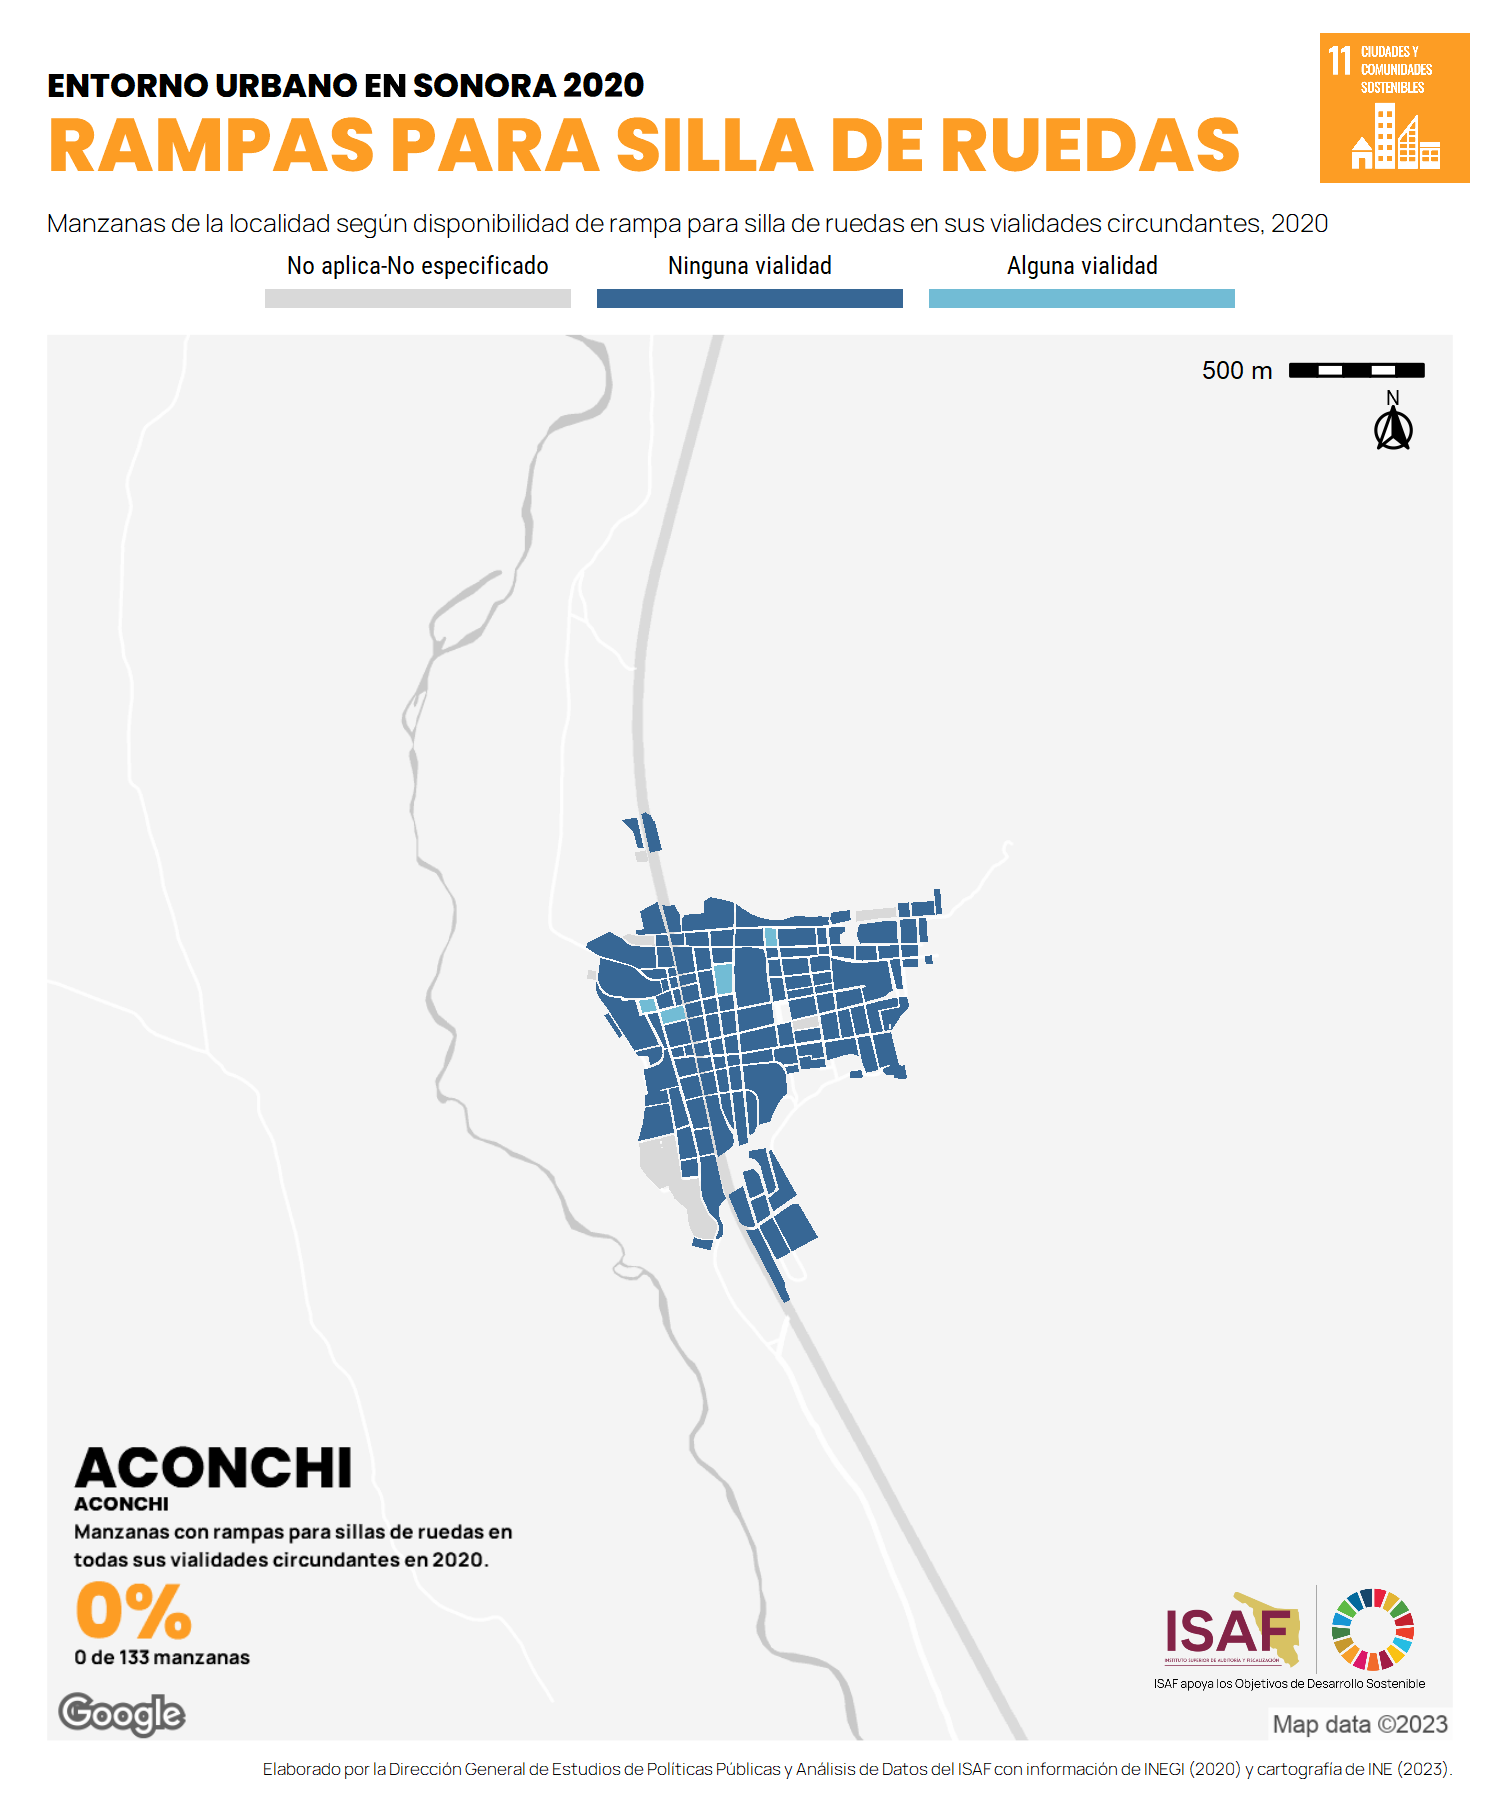 ENTORNO URBANO EN SONORA 2020
RAMPAS PARA SILLA DE RUEDAS
11 CIUDADES Y
COMUNIDADES
SOSTENIBLES
Manzanas de la localidad según disponibilidad de rampa para silla de ruedas en sus vialidades circundantes, 2020
No aplica-No especificado Ninguna vialidad Alguna vialidad
500 m
N
ACONCHI
ACONCHI
Manzanas con rampas para sillas de ruedas en
todas sus vialidades circundantes en 2020.
0%
0 de 133 manzanas
ISAF
INSTITUTO SUPERIOR DE AUDITORÍA Y FISCALIZACIÓN
ISAF apoya los Objetivos de Desarrollo Sostenible
Google
Map data ©2023
Elaborado por la Dirección General de Estudios de Políticas Públicas y Análisis de Datos del ISAF con información de INEGI (2020) y cartografía de INE (2023).